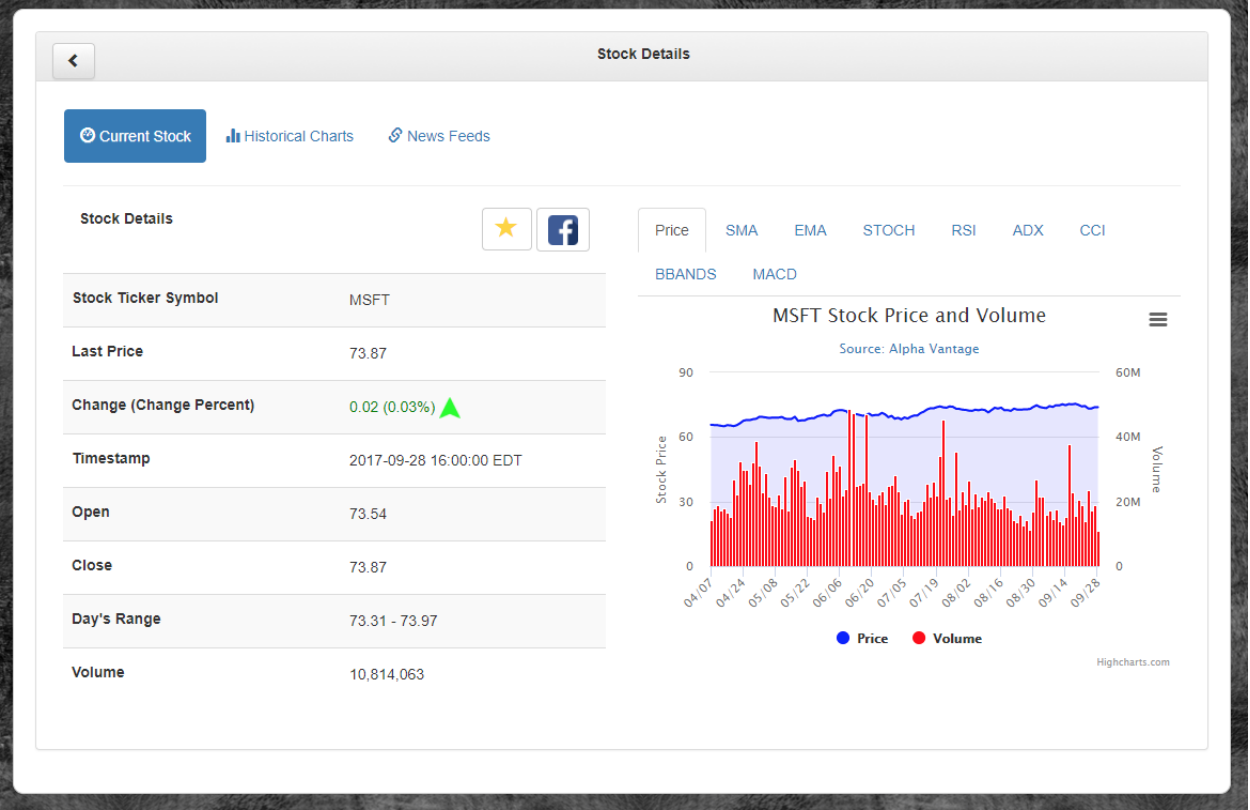 Stock Details
Current Stock
Historical Charts
News Feeds
Stock Details
Stock Ticker Symbol MSFT
Last Price 73.87
Change (Change Percent) 0.02 (0.03%)
Timestamp 2017-09-28 16:00:00 EDT
Open 73.54
Close 73.87
Day's Range 73.31 - 73.97
Volume 10,814,063
Price SMA EMA STOCH RSI ADX CCI
BBANDS MACD
MSFT Stock Price and Volume
Source: Alpha Vantage
Stock Price
90
60
30
0
60M
40M
20M
0
Volume
04/07 04/24 05/08 05/22 06/06 06/20 07/05 07/19 08/02 08/16 08/30 09/14 09/28
Price Volume
Highcharts.com